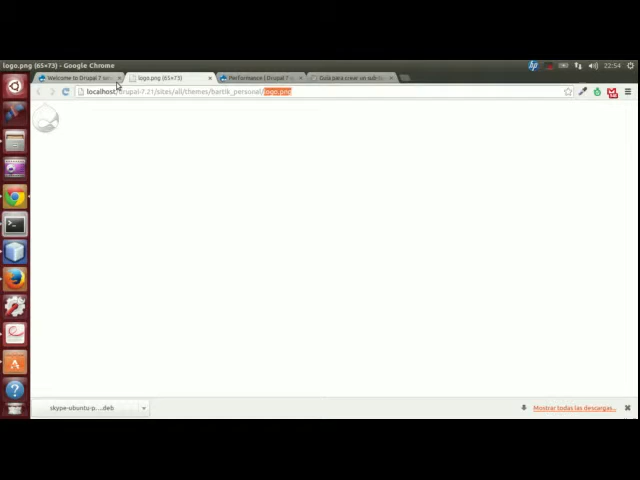 logo.png (65×73) - Google Chrome
22:54
Welcome to Drupal 7
logo.png (65×73)
Performance | Drupal 7
Guía para crear un sub
localhost/drupal-7.21/sites/all/themes/bartik_personal/logo.png
skype-ubuntu-p....deb
Mostrar todas las descargas...